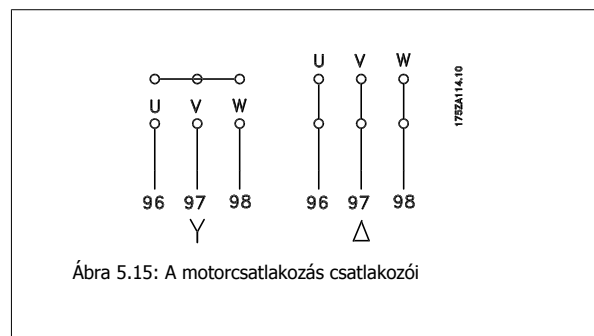 U V W
U V W
96 97 98
96 97 98
Y
Δ
175ZA114.10
Ábra 5.15: A motorcsatlakozás csatlakozói